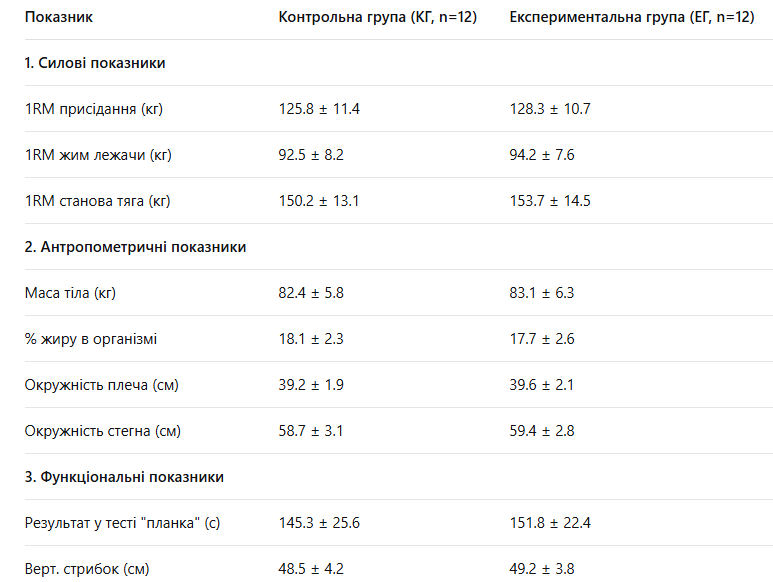 Показник Контрольна група (КГ, n=12) Експериментальна група (ЕГ, n=12)
1. Силові показники
1RM присідання (кг) 125.8 ± 11.4 128.3 ± 10.7
1RM жим лежачи (кг) 92.5 ± 8.2 94.2 ± 7.6
1RM станова тяга (кг) 150.2 ± 13.1 153.7 ± 14.5
2. Антропометричні показники
Маса тіла (кг) 82.4 ± 5.8 83.1 ± 6.3
% жиру в організмі 18.1 ± 2.3 17.7 ± 2.6
Окружність плеча (см) 39.2 ± 1.9 39.6 ± 2.1
Окружність стегна (см) 58.7 ± 3.1 59.4 ± 2.8
3. Функціональні показники
Результат у тесті "планка" (с) 145.3 ± 25.6 151.8 ± 22.4
Верт. стрибок (см) 48.5 ± 4.2 49.2 ± 3.8